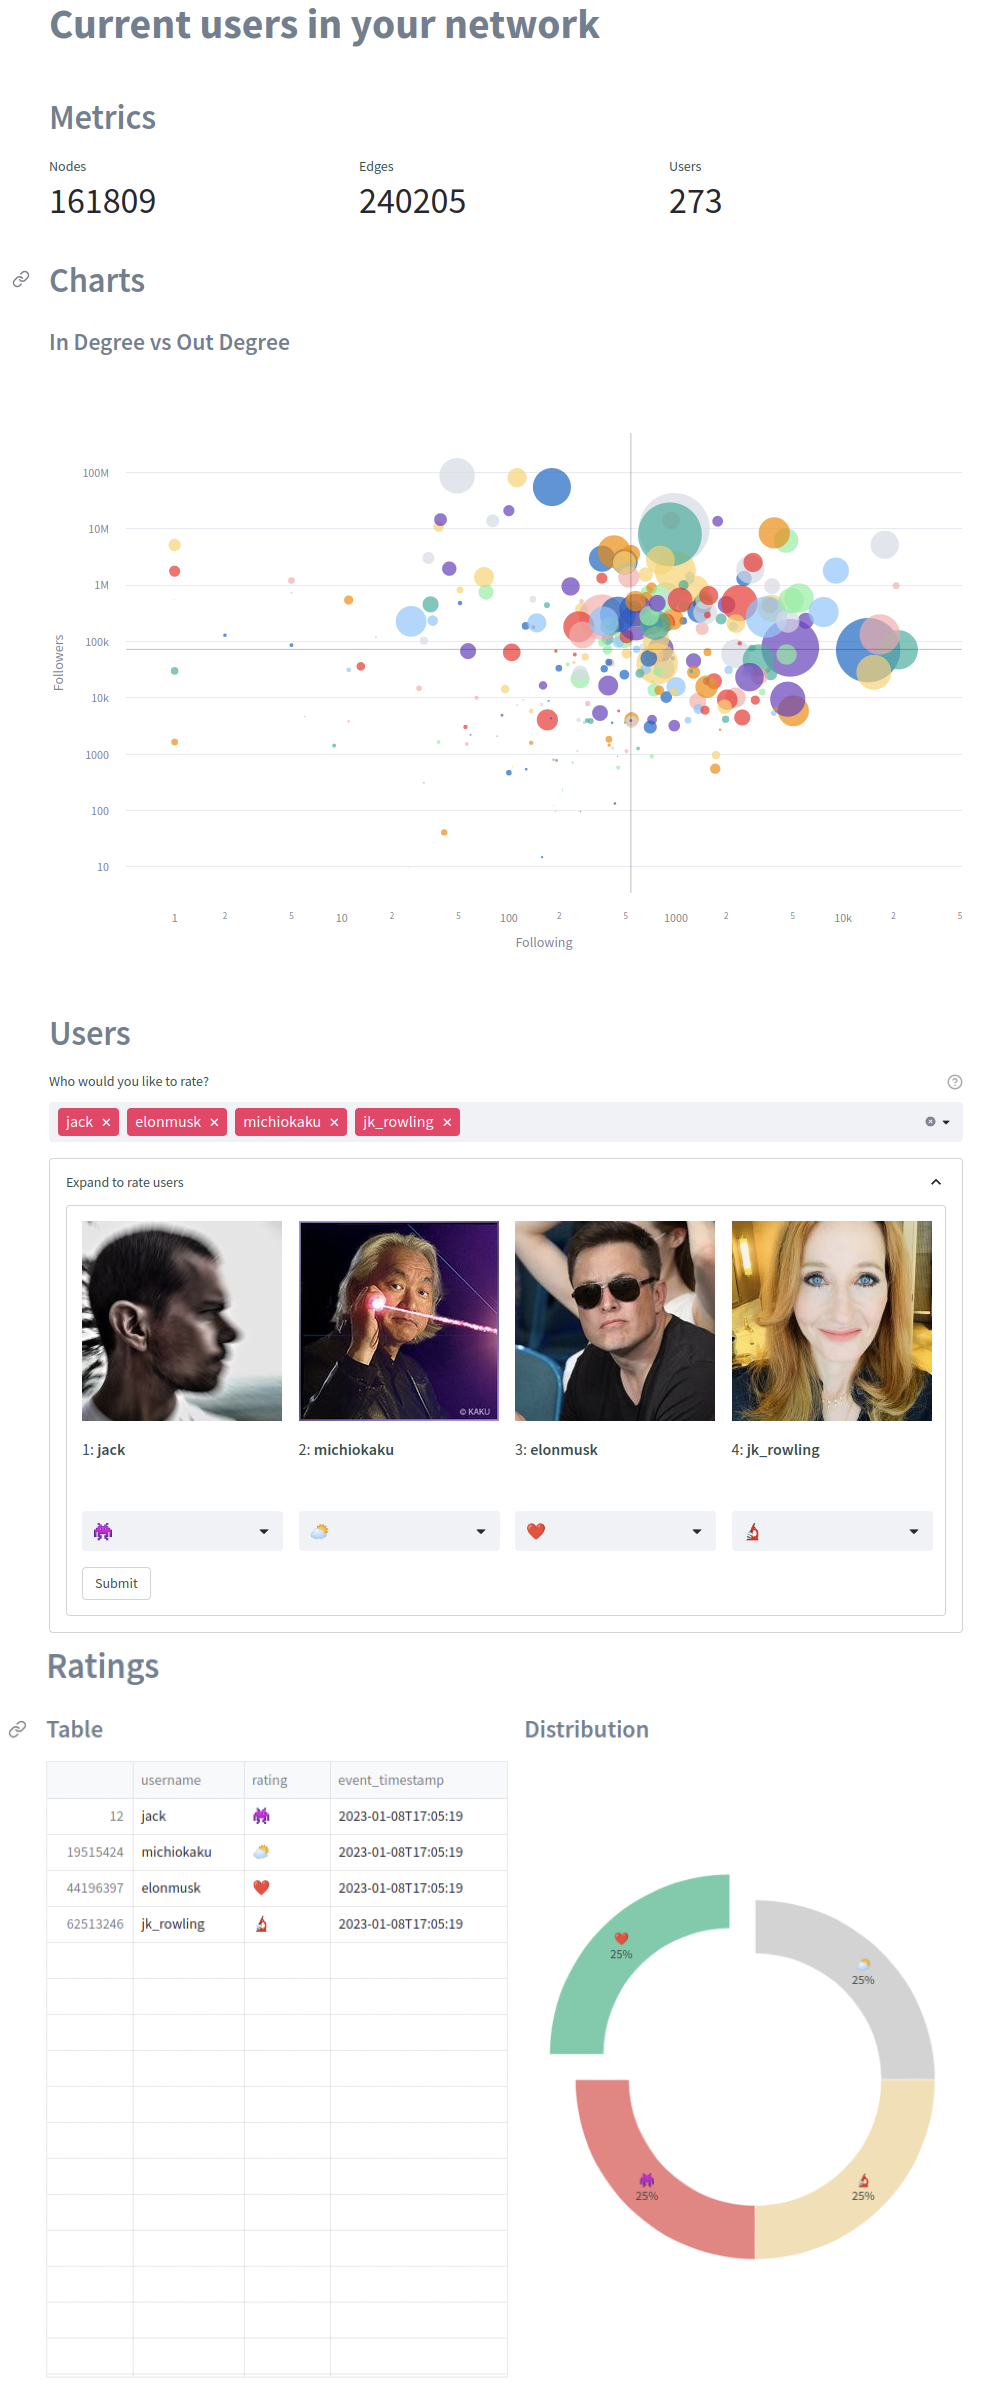 Current users in your network
Metrics
Nodes Edges Users
161809 240205 273
Charts
In Degree vs Out Degree
100M
10M
1M
100k
10k
1000
100
10
Followers
1 2 5 10 2 5 100 2 5 1000 2 5 10k 2 5
Following
Users
Who would you like to rate?
jack × elonmusk × michiokaku × jk_rowling ×
Expand to rate users
© KAKU
1: jack 2: michiokaku 3: elonmusk 4: jk_rowling
Submit
Ratings
Table Distribution
username rating event_timestamp
12 jack 👾 2023-01-08T17:05:19
19515424 michiokaku 🌤️ 2023-01-08T17:05:19
44196397 elonmusk ❤️ 2023-01-08T17:05:19
62513246 jk_rowling 🔬 2023-01-08T17:05:19
25%
25%
25%
25%